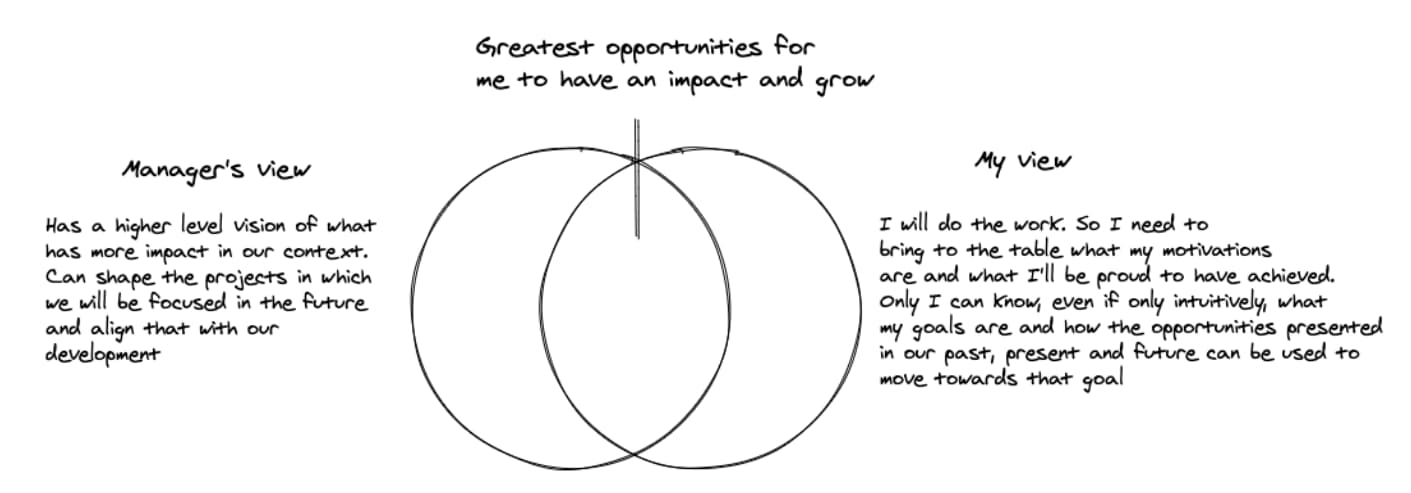 Greatest opportunities for
me to have an impact and grow
Manager's view
Has a higher level vision of what
has more impact in our context.
Can shape the projects in which
we will be focused in the future
and align that with our
development
My view
I will do the work. So I need to
bring to the table what my motivations
are and what I'll be proud to have achieved.
Only I can know, even if only intuitively, what
my goals are and how the opportunities presented
in our past, present and future can be used to
move towards that goal